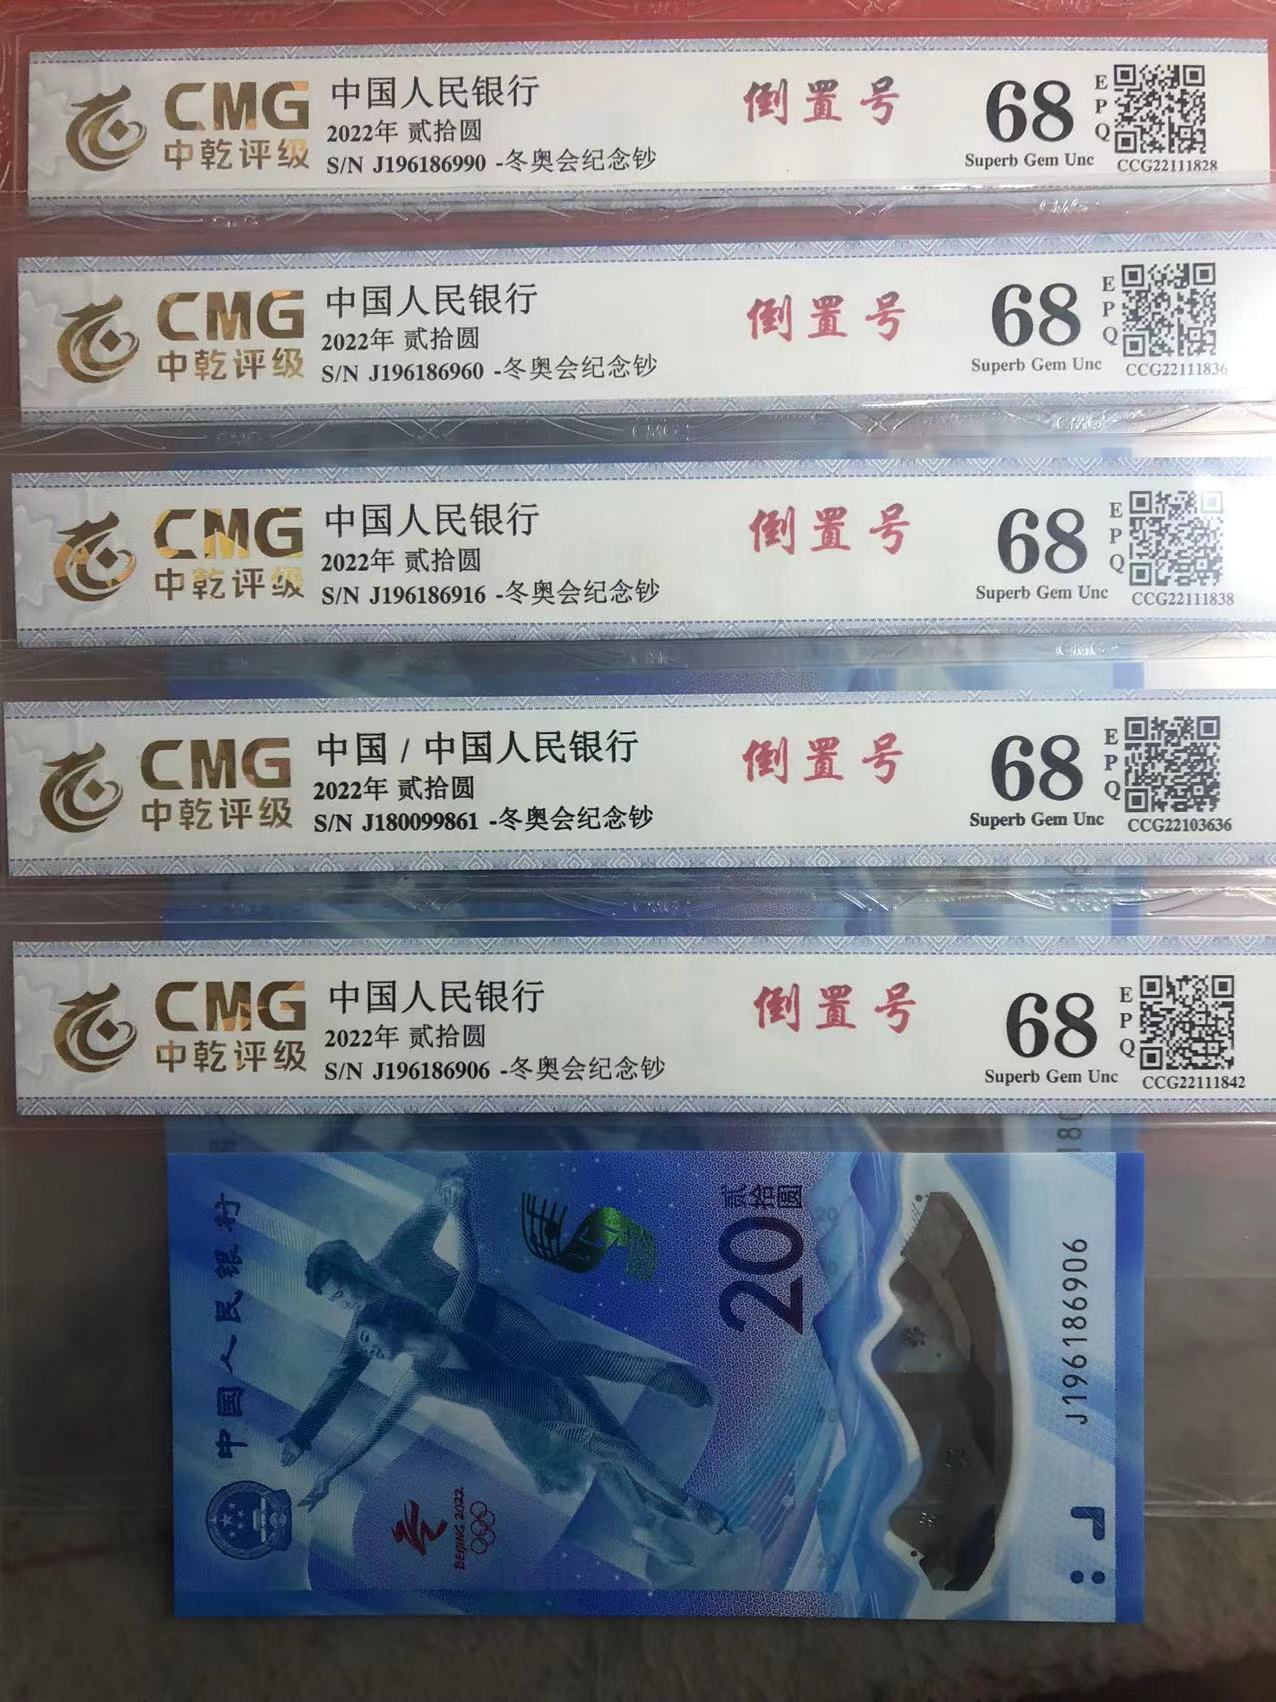 CMG
中乾评级
中国人民银行
2022年 贰拾圆
S/N J196186990 -冬奥会纪念钞
倒置号
68
Superb Gem Unc
EPQ
CCG22111828
CMG
中乾评级
中国人民银行
2022年 贰拾圆
S/N J196186960 -冬奥会纪念钞
倒置号
68
Superb Gem Unc
EPQ
CCG22111836
CMG
中乾评级
中国人民银行
2022年 贰拾圆
S/N J196186916 -冬奥会纪念钞
倒置号
68
Superb Gem Unc
EPQ
CCG22111838
CMG
中乾评级
中国 / 中国人民银行
2022年 贰拾圆
S/N J180099861 -冬奥会纪念钞
倒置号
68
Superb Gem Unc
EPQ
CCG22103636
CMG
中乾评级
中国人民银行
2022年 贰拾圆
S/N J196186906 -冬奥会纪念钞
倒置号
68
Superb Gem Unc
EPQ
CCG22111842
中国人民银行
BEIJING 2022
贰拾圆
20
J196186906